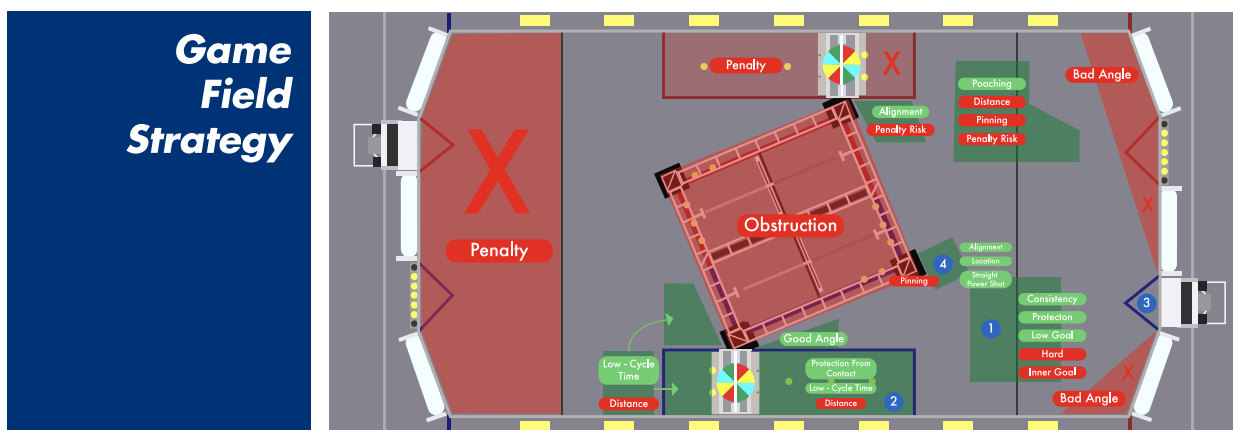 Game
Field
Strategy
Penalty
X
Bad Angle
Poaching
Distance
Pinning
Penalty Risk
Alignment
Penalty Risk
X
Penalty
X
Obstruction
4
Alignment
Location
Straight
Power Shot
Pinning
1
Consistency
Protecton
Low Goal
Hard
Inner Goal
3
X
Bad Angle
Good Angle
Low - Cycle
Time
Distance
Protection From
Contact
Low - Cycle Time
Distance
2